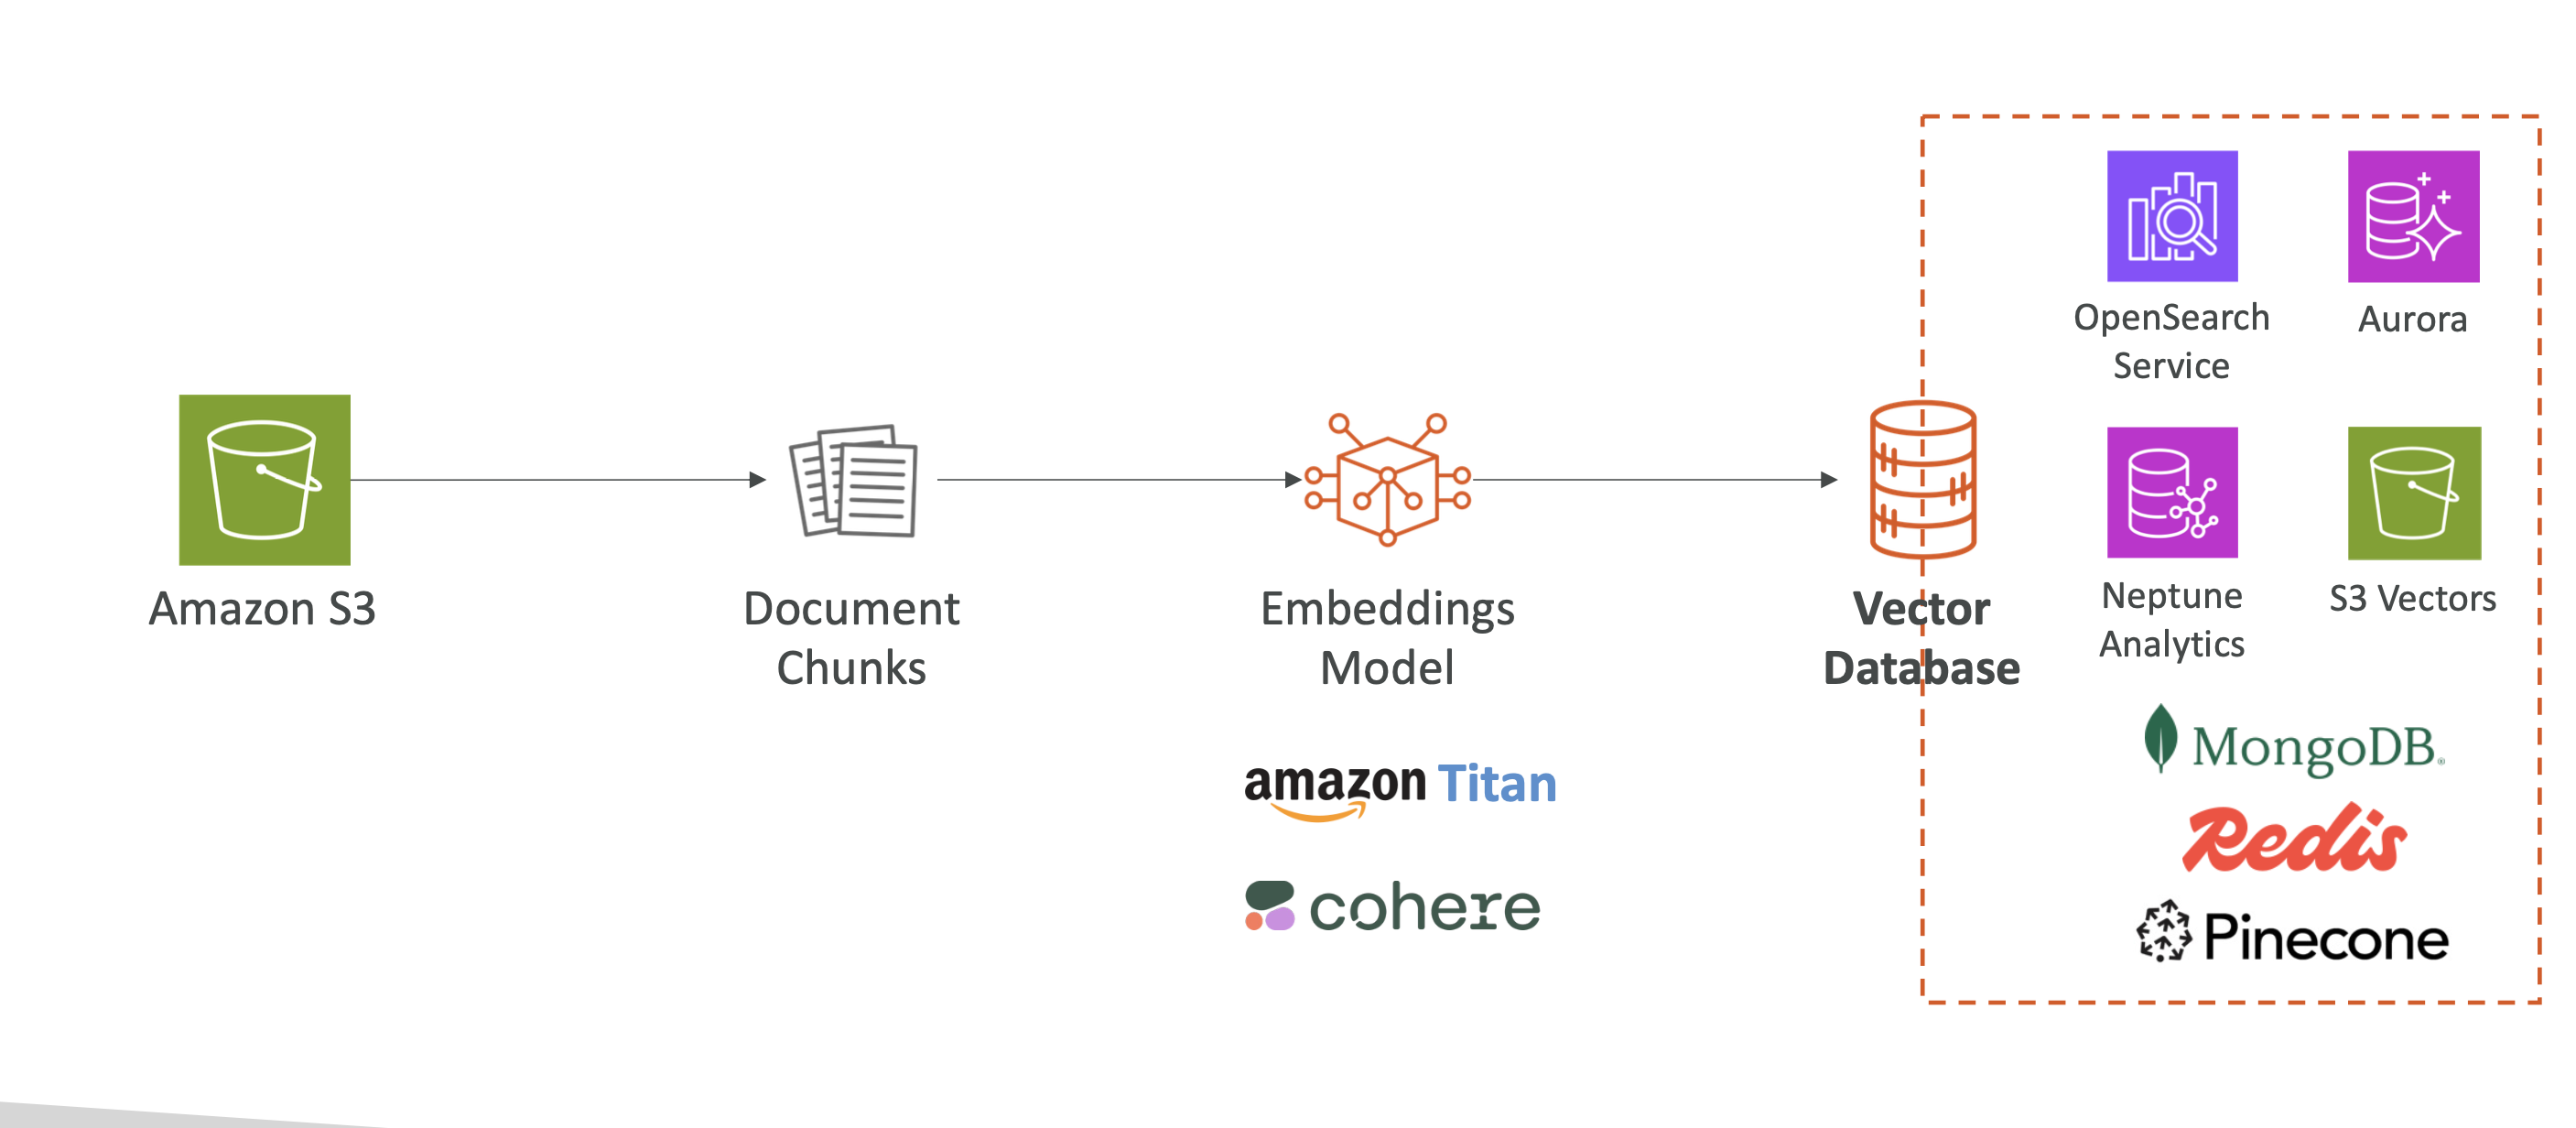 Amazon S3
Document
Chunks
Embeddings
Model
amazon Titan
cohere
Vector
Database
OpenSearch
Service
Aurora
Neptune
Analytics
S3 Vectors
MongoDB®
Redis
Pinecone